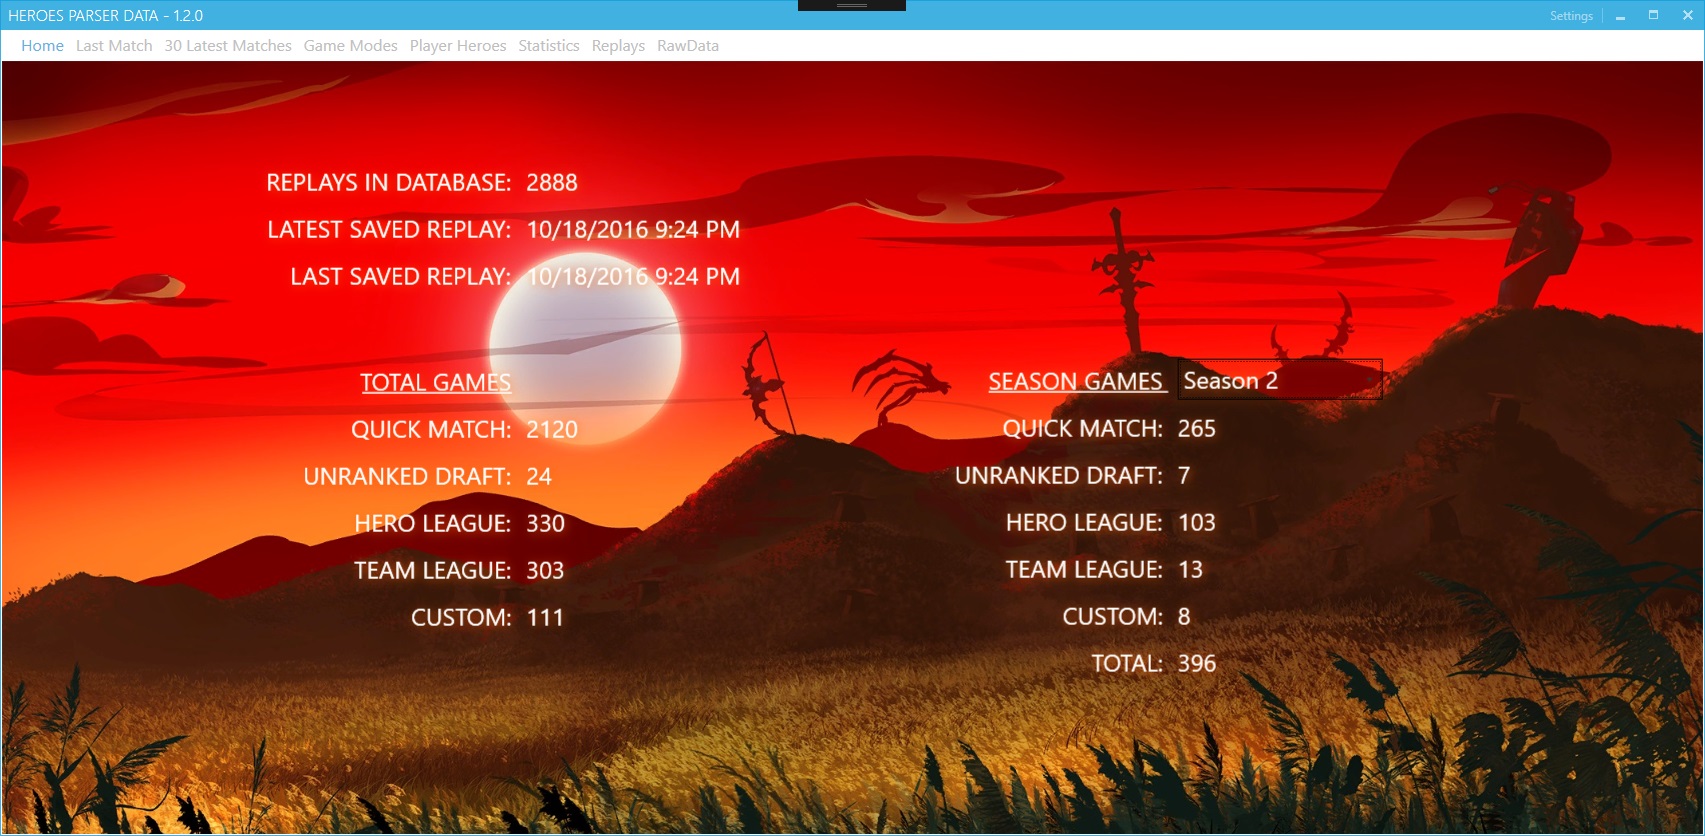 HEROES PARSER DATA - 1.2.0
Settings
Home Last Match 30 Latest Matches Game Modes Player Heroes Statistics Replays RawData
REPLAYS IN DATABASE: 2888
LATEST SAVED REPLAY: 10/18/2016 9:24 PM
LAST SAVED REPLAY: 10/18/2016 9:24 PM
TOTAL GAMES
QUICK MATCH: 2120
UNRANKED DRAFT: 24
HERO LEAGUE: 330
TEAM LEAGUE: 303
CUSTOM: 111
SEASON GAMES Season 2
QUICK MATCH: 265
UNRANKED DRAFT: 7
HERO LEAGUE: 103
TEAM LEAGUE: 13
CUSTOM: 8
TOTAL: 396